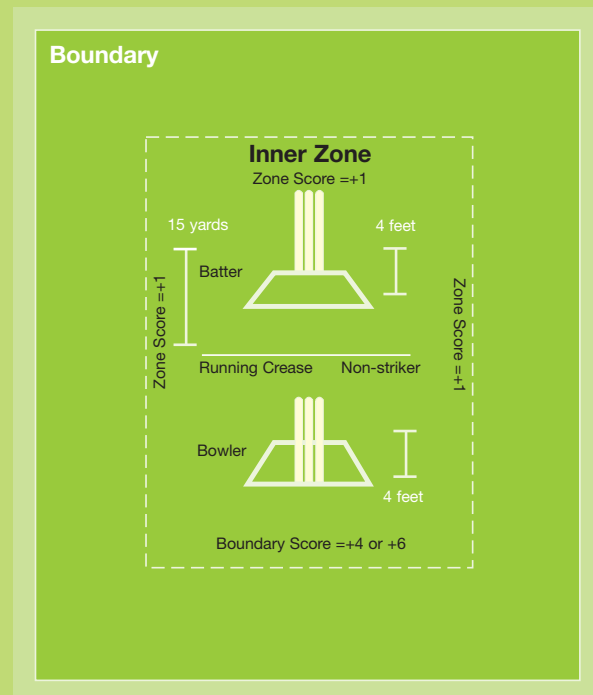 Boundary
Inner Zone
Zone Score =+1
15 yards
4 feet
Batter
Zone Score =+1
Zone Score =+1
Running Crease
Non-striker
Bowler
4 feet
Boundary Score =+4 or +6